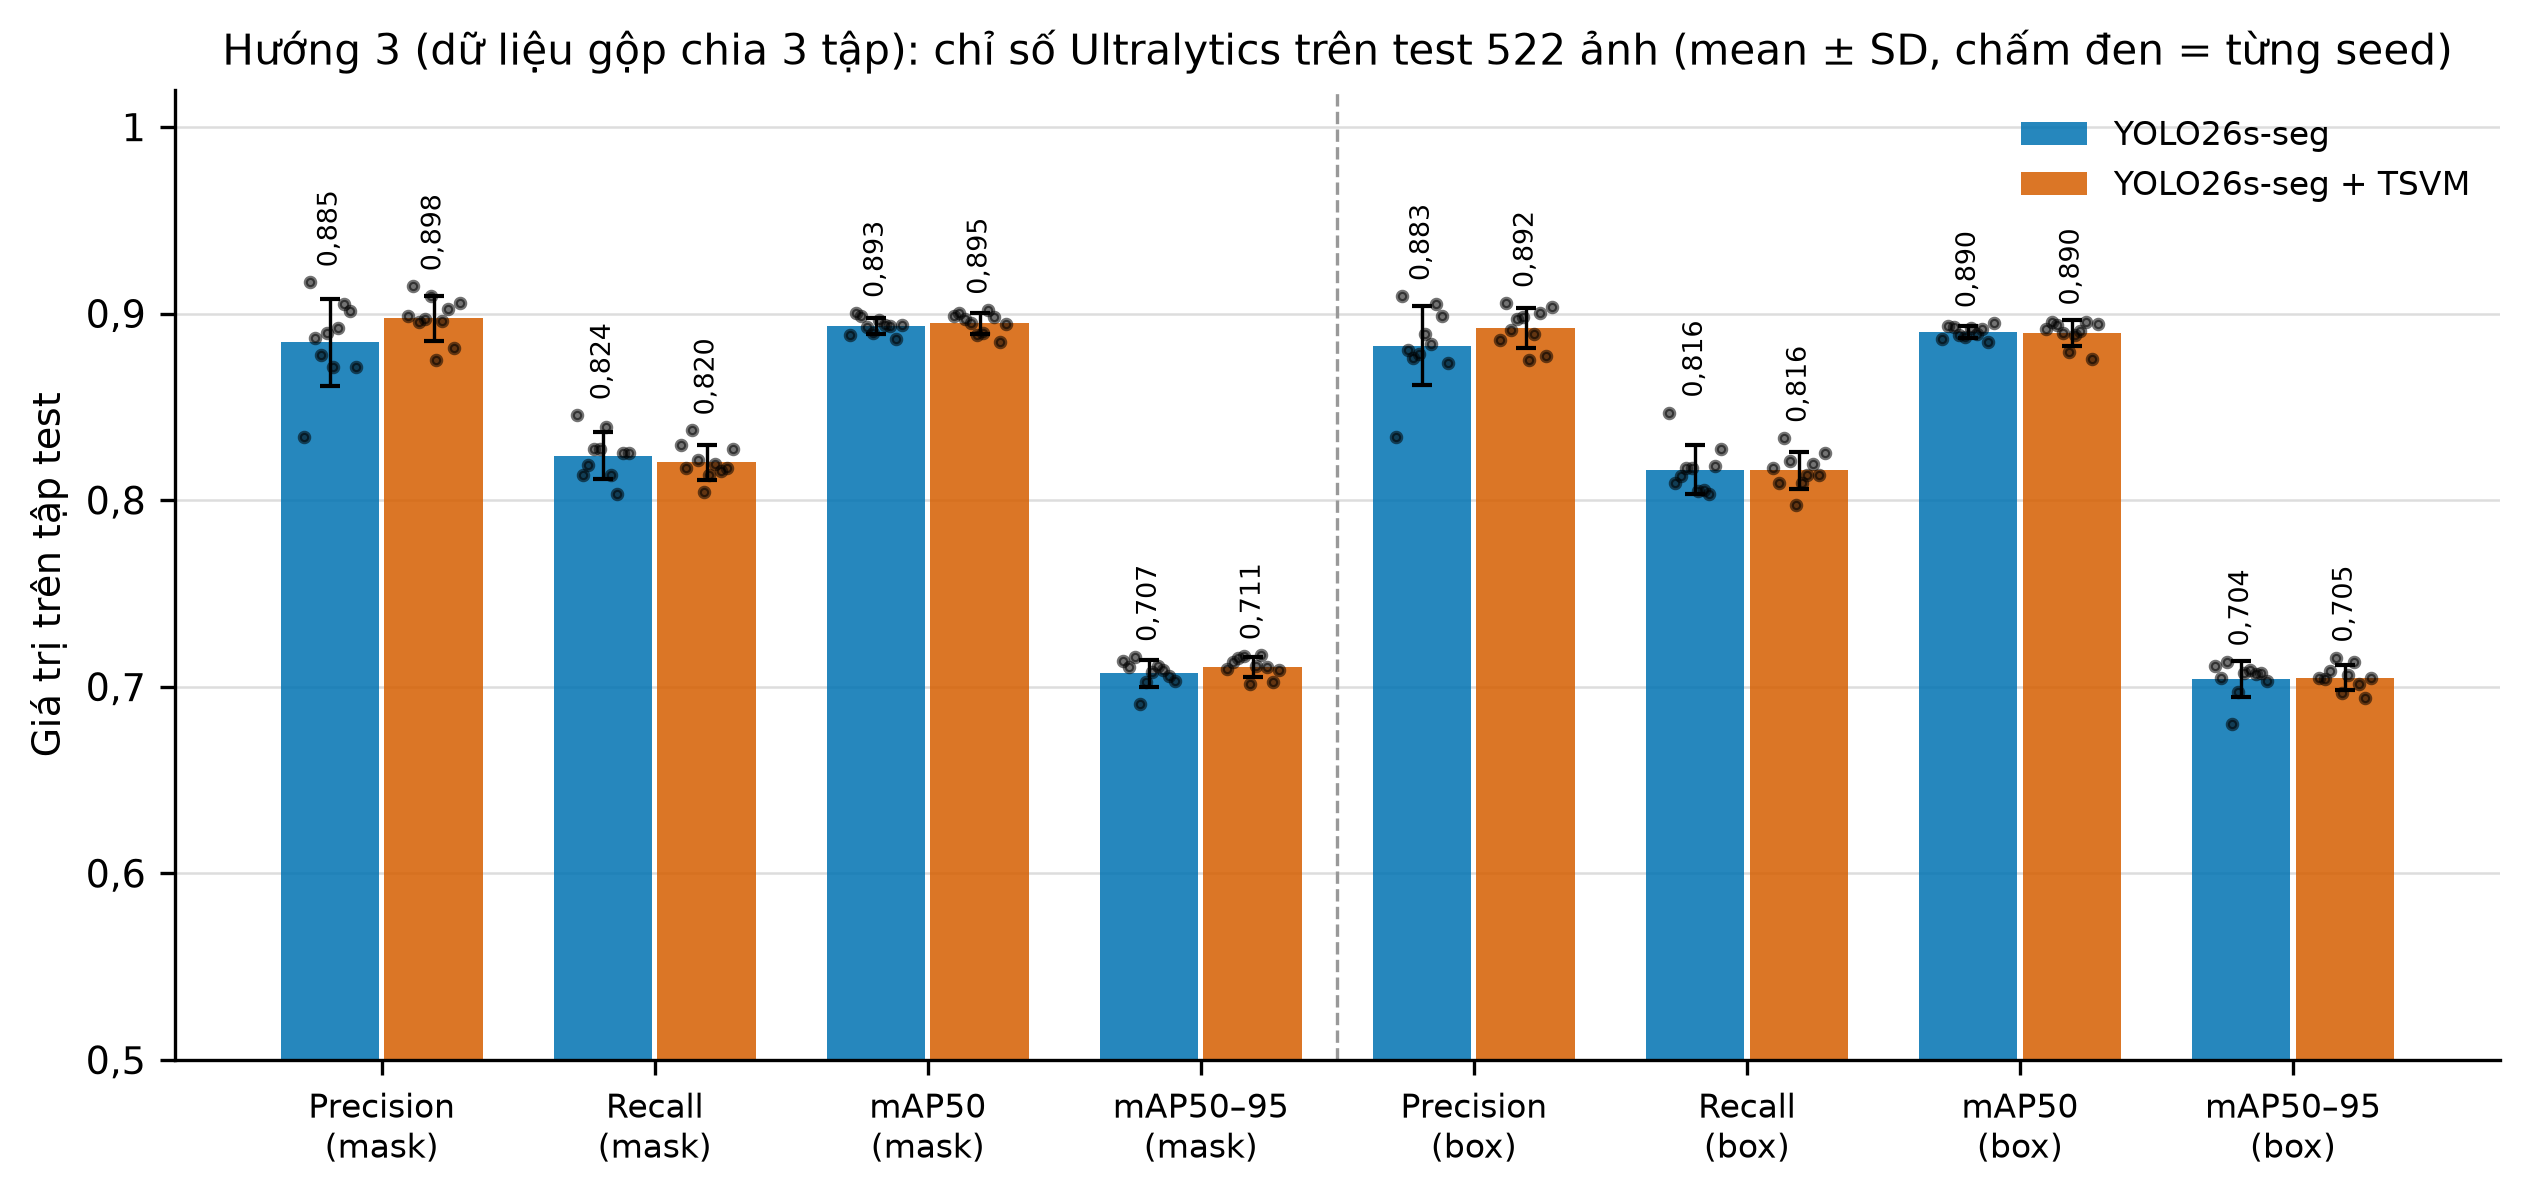 Hướng 3 (dữ liệu gộp chia 3 tập): chỉ số Ultralytics trên test 522 ảnh (mean ± SD, chấm đen = từng seed)
YOLO26s-seg
YOLO26s-seg + TSVM
Giá trị trên tập test
1
0,9
0,8
0,7
0,6
0,5
0,885
0,898
0,824
0,820
0,893
0,895
0,707
0,711
0,883
0,892
0,816
0,816
0,890
0,890
0,704
0,705
Precision
(mask)
Recall
(mask)
mAP50
(mask)
mAP50–95
(mask)
Precision
(box)
Recall
(box)
mAP50
(box)
mAP50–95
(box)